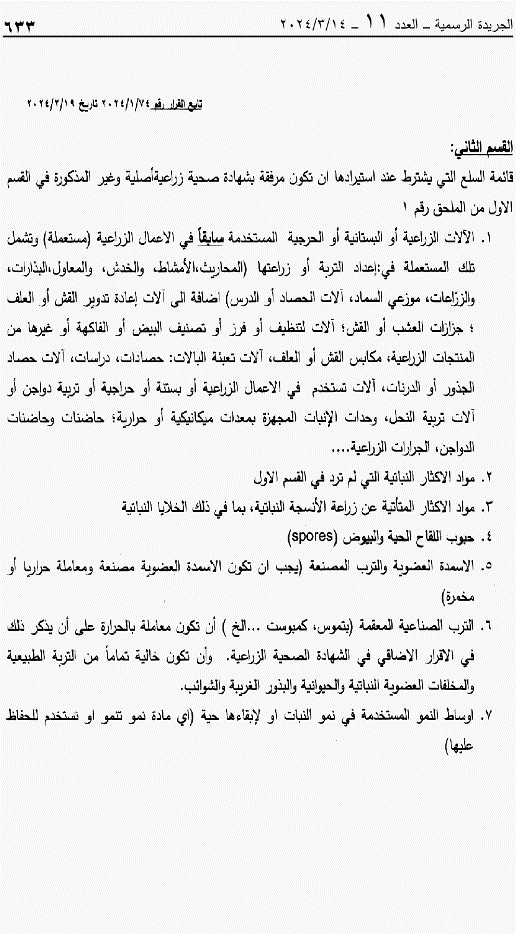 الجريدة الرسمية ــ العدد ١١ ــ ٢٠٢٤/٣/١٤
٦٣٣
تابع القرار رقم ٢٠٢٤/١/٧٤ تاريخ ٢٠٢٤/٢/١٩
القسم الثاني:
قائمة السلع التي يشترط عند استيرادها ان تكون مرفقة بشهادة صحية زراعيةأصلية وغير المذكورة في القسم
الاول من الملحق رقم ١
١. الآلات الزراعية أو البستانية أو الحرجية المستخدمة سابقاً في الاعمال الزراعية (مستعملة) وتشمل
تلك المستعملة في:إعداد التربة أو زراعتها (المحاريث،الأمشاط، والخدش، والمعاول،البذارات،
والزرّاعات، موزعي السماد، آلات الحصاد أو الدرس) اضافة الى آلات إعادة تدوير القش أو العلف
؛ جزازات العشب أو القش؛ آلات لتنظيف أو فرز أو تصنيف البيض أو الفاكهة أو غيرها من
المنتجات الزراعية، مكابس القش أو العلف، آلات تعبئة البالات: حصادات، دراسات، آلات حصاد
الجذور أو الدرنات، آلات تستخدم في الاعمال الزراعية أو بستنة أو حراجية أو تربية دواجن أو
آلات تربية النحل، وحدات الإنبات المجهزة بمعدات ميكانيكية أو حرارية؛ حاضنات وحاضنات
الدواجن، الجرارات الزراعية....
٢. مواد الاكثار النباتية التي لم ترد في القسم الاول
٣. مواد الاكثار المتأتية عن زراعة الأنسجة النباتية، بما في ذلك الخلايا النباتية
٤. حبوب اللقاح الحية والبيوض (spores)
٥. الاسمدة العضوية والترب المصنعة (يجب ان تكون الاسمدة العضوية مصنعة ومعاملة حراريا أو
مخمرة)
٦. الترب الصناعية المعقمة (بتموس، كمبوست ...الخ ) أن تكون معاملة بالحرارة على أن يذكر ذلك
في الاقرار الاضافي في الشهادة الصحية الزراعية. وأن تكون خالية تماماً من التربة الطبيعية
والمخلفات العضوية النباتية والحيوانية والبذور الغريبة والشوائب.
٧. اوساط النمو المستخدمة في نمو النبات او لإبقاءها حية (اي مادة نمو تنمو او تستخدم للحفاظ
عليها)